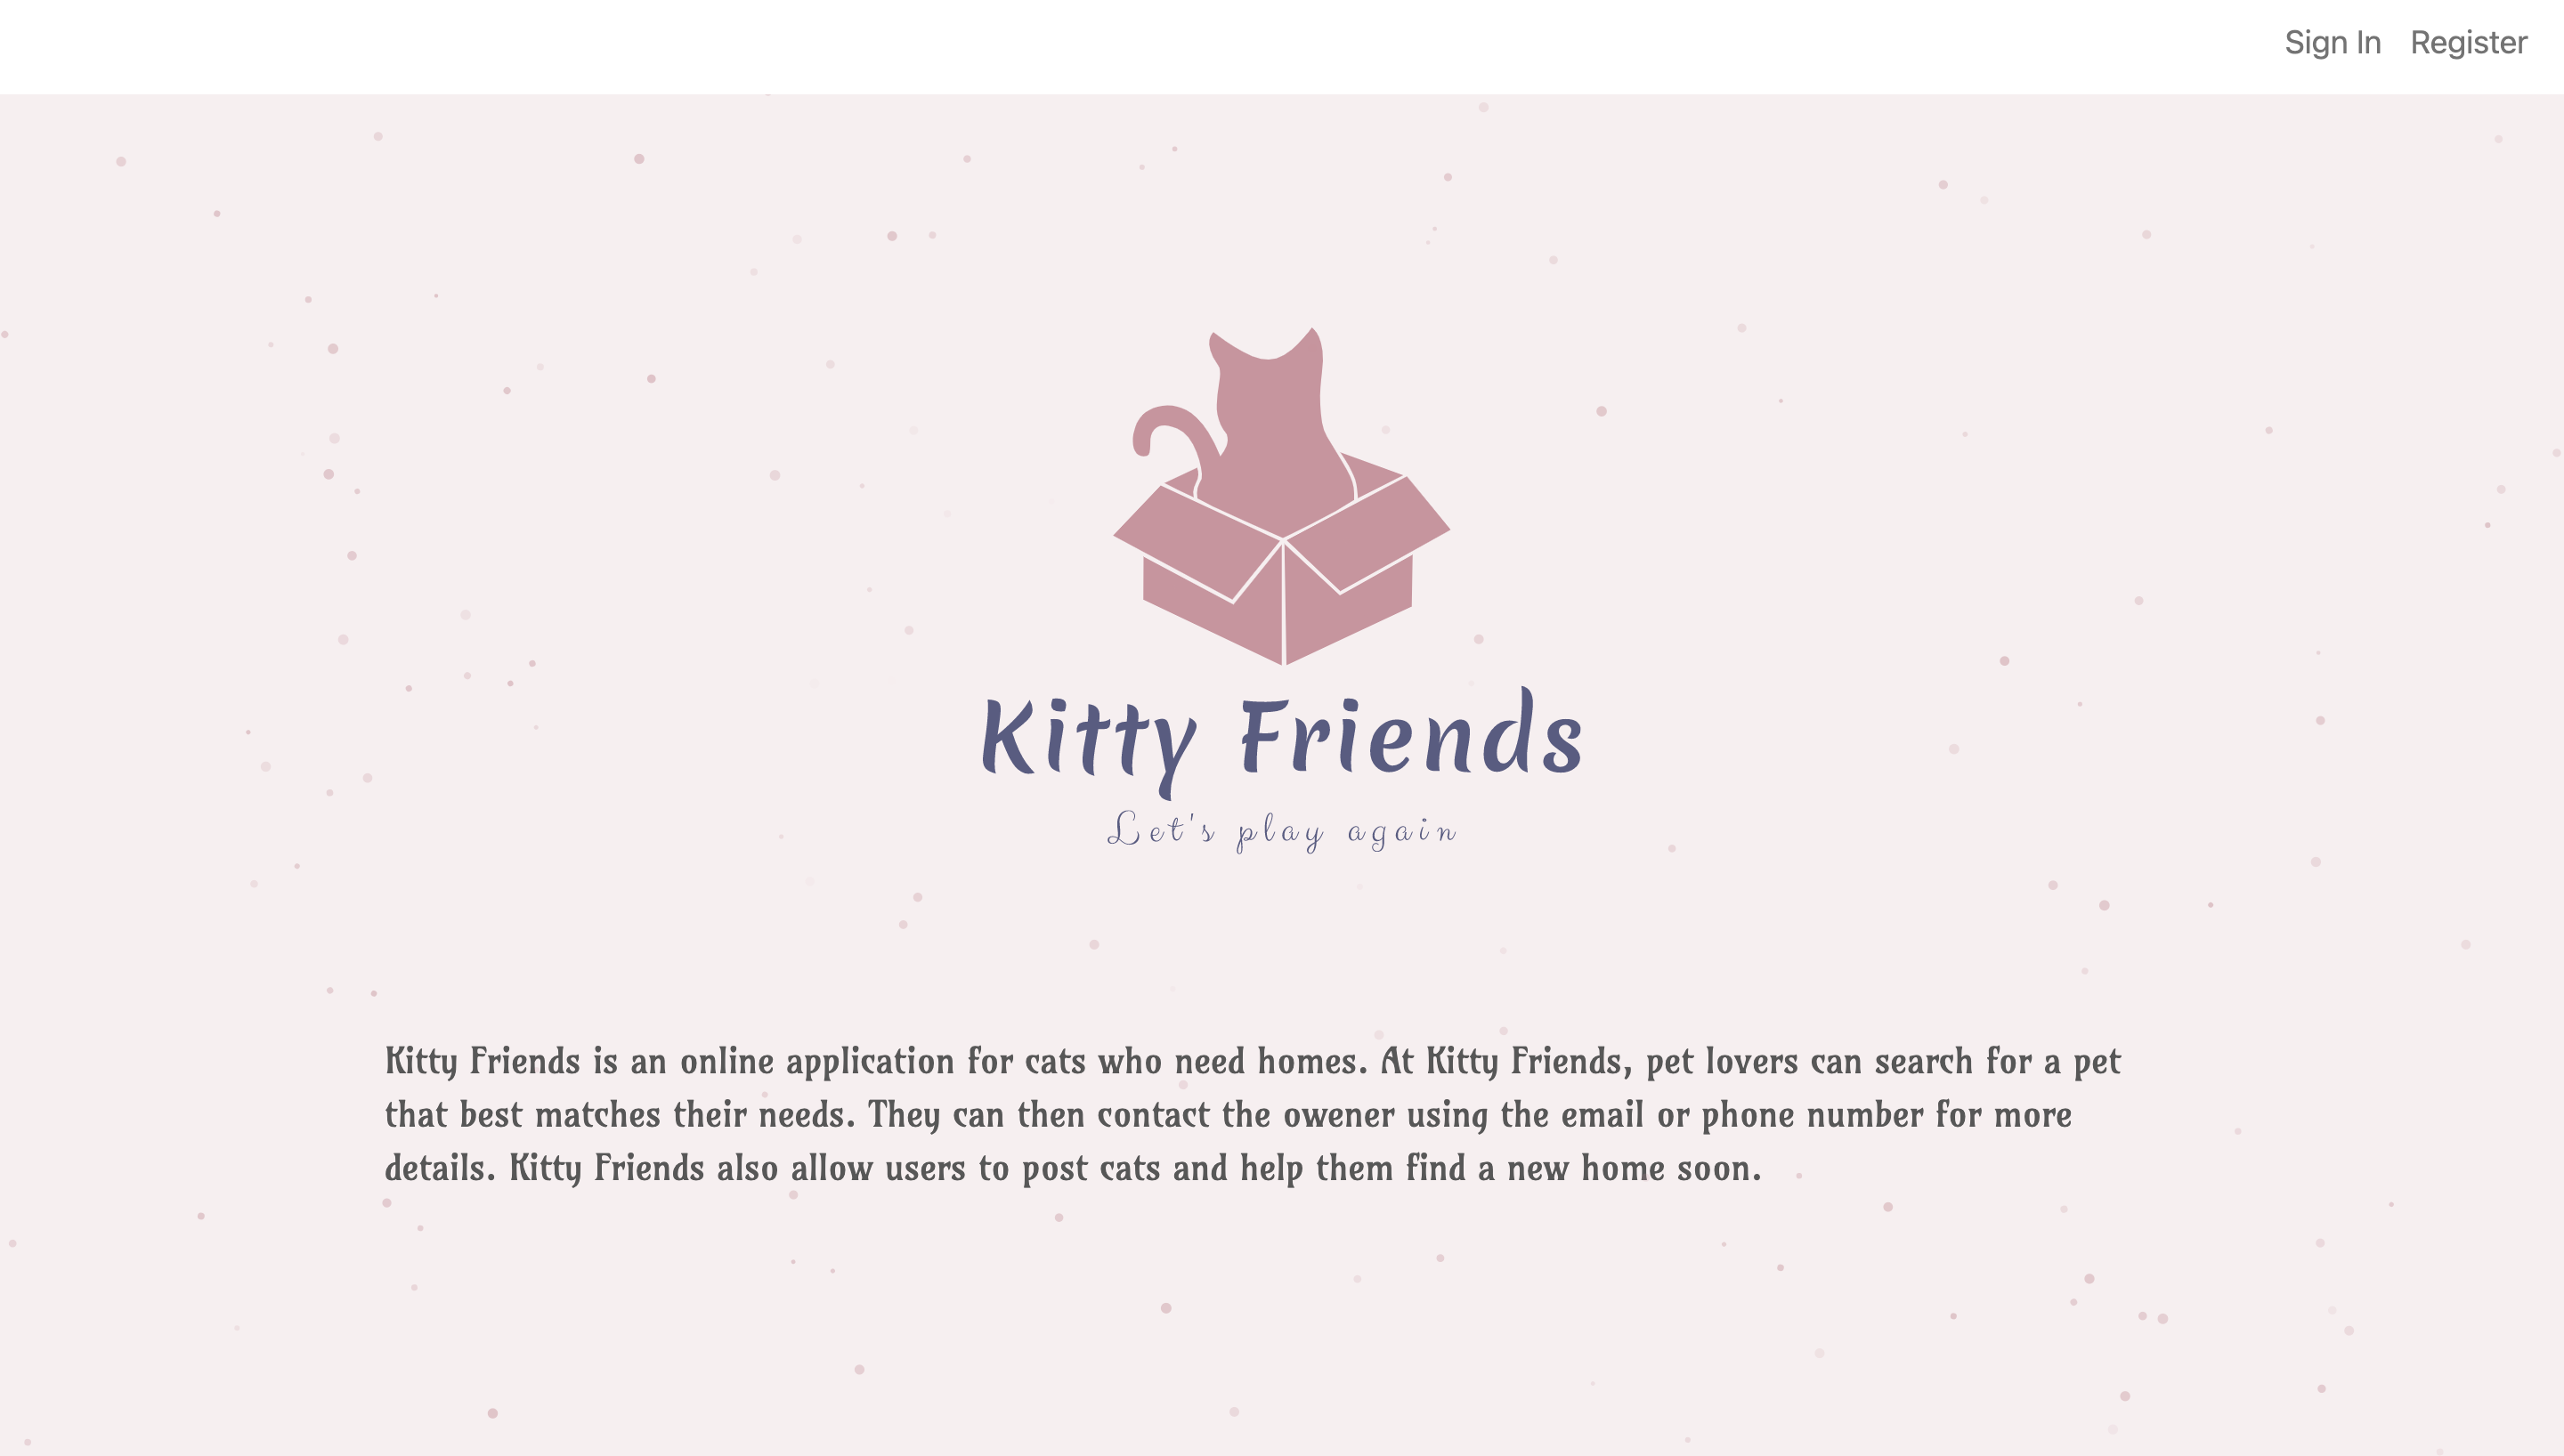 Sign In Register
Kitty Friends
Let's play again
Kitty Friends is an online application for cats who need homes. At Kitty Friends, pet lovers can search for a pet
that best matches their needs. They can then contact the owener using the email or phone number for more
details. Kitty Friends also allow users to post cats and help them find a new home soon.